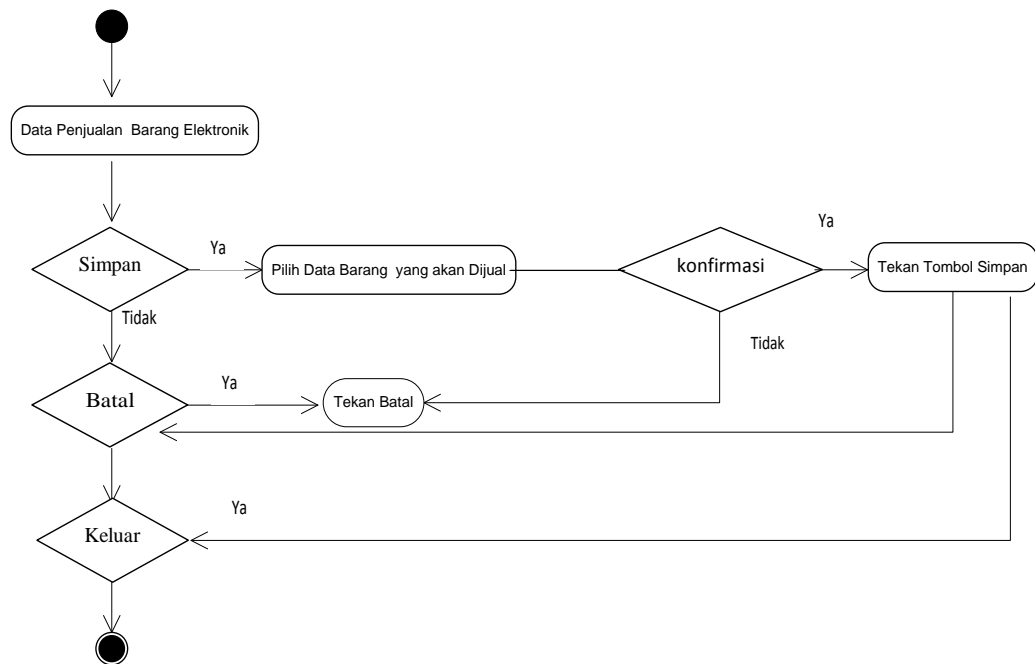 Data Penjualan Barang Elektronik
Simpan
Ya
Pilih Data Barang yang akan Dijual
konfirmasi
Ya
Tekan Tombol Simpan
Tidak
Tidak
Batal
Ya
Tekan Batal
Keluar
Ya